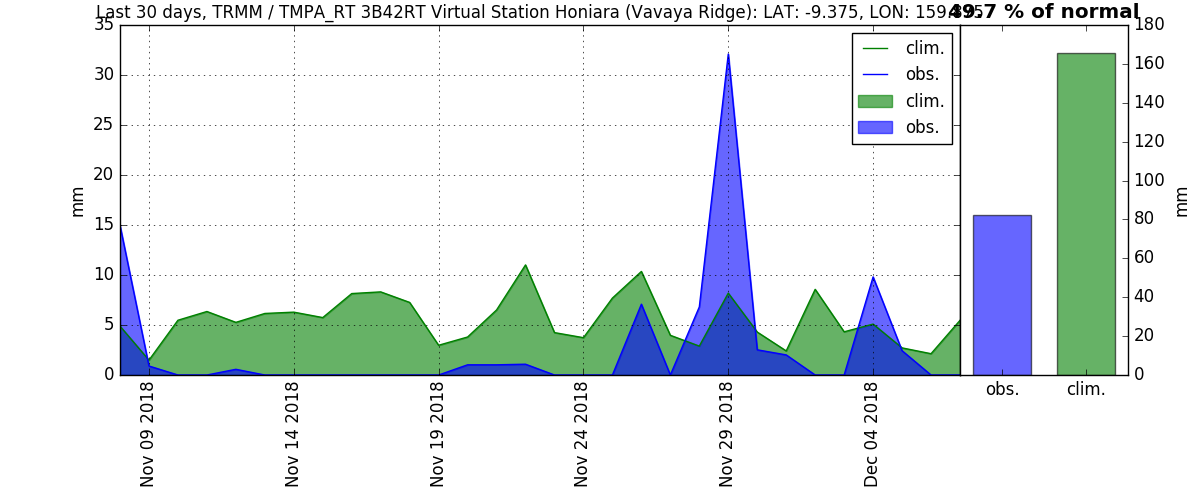 Last 30 days, TRMM / TMPA_RT 3B42RT Virtual Station Honiara (Vavaya Ridge): LAT: -9.375, LON:
49.7 % of normal
35
30
25
20
15
10
5
0
mm
clim.
obs.
clim.
obs.
Nov 09 2018
Nov 14 2018
Nov 19 2018
Nov 24 2018
Nov 29 2018
Dec 04 2018
180
160
140
120
100
80
60
40
20
0
mm
obs.
clim.